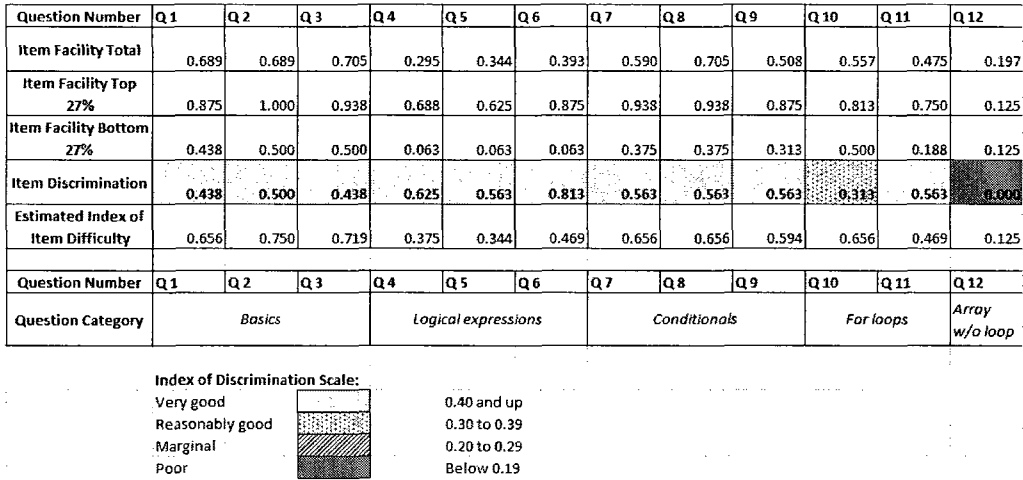 Question Number Q 1 Q 2 Q 3 Q 4 Q 5 Q 6 Q 7 Q 8 Q 9 Q 10 Q 11 Q 12
Item Facility Total 0.689 0.689 0.705 0.295 0.344 0.393 0.590 0.705 0.508 0.557 0.475 0.197
Item Facility Top
27% 0.875 1.000 0.938 0.688 0.625 0.875 0.938 0.938 0.875 0.813 0.750 0.125
Item Facility Bottom
27% 0.438 0.500 0.500 0.063 0.063 0.063 0.375 0.375 0.313 0.500 0.188 0.125
Item Discrimination 0.438 0.500 0.438 0.625 0.563 0.813 0.563 0.563 0.563 0.313 0.563 0.000
Estimated Index of
Item Difficulty 0.656 0.750 0.719 0.375 0.344 0.469 0.656 0.656 0.594 0.656 0.469 0.125
Question Number Q 1 Q 2 Q 3 Q 4 Q 5 Q 6 Q 7 Q 8 Q 9 Q 10 Q 11 Q 12
Question Category Basics Logical expressions Conditionals For loops Array
w/o loop
Index of Discrimination Scale:
Very good 0.40 and up
Reasonably good 0.30 to 0.39
Marginal 0.20 to 0.29
Poor Below 0.19